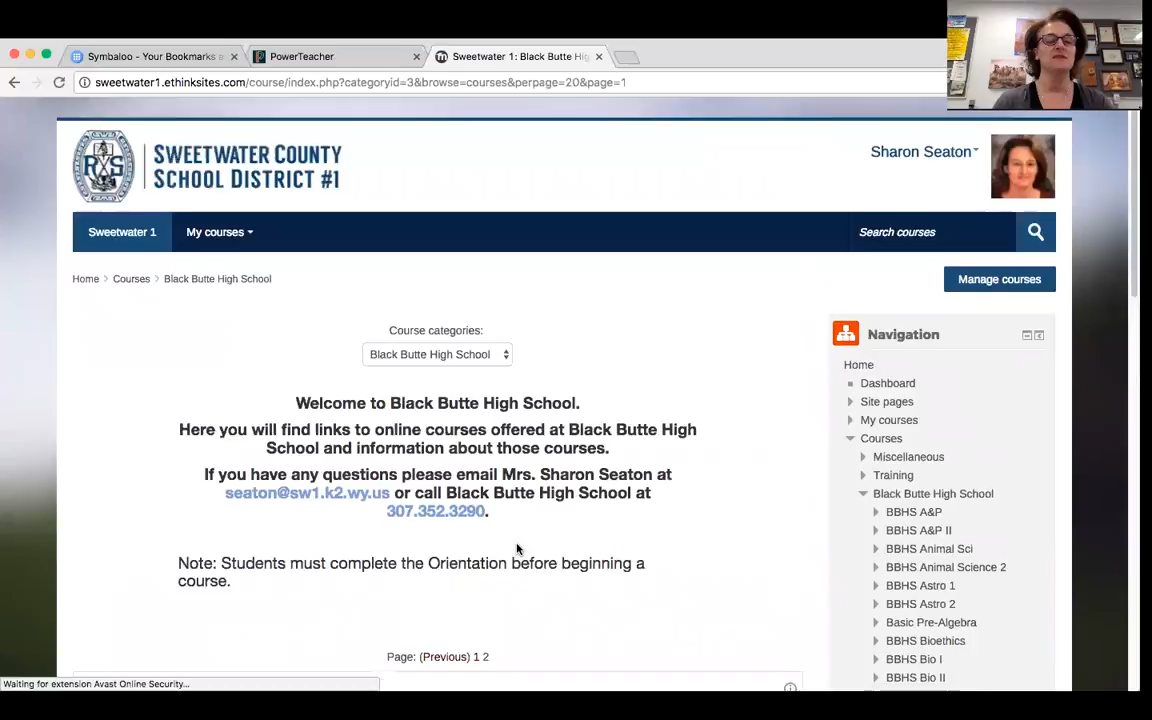 Symbaloo - Your Bookmarks a
PowerTeacher
Sweetwater 1: Black Butte Hig
sweetwater1.ethinksites.com/course/index.php?categoryid=3&browse=courses&perpage=20&page=1
SWEETWATER COUNTY
SCHOOL DISTRICT #1
Sharon Seaton
Sweetwater 1
My courses
Search courses
Home
Courses
Black Butte High School
Manage courses
Course categories:
Black Butte High School
Welcome to Black Butte High School.
Here you will find links to online courses offered at Black Butte High
School and information about those courses.
If you have any questions please email Mrs. Sharon Seaton at
seaton@sw1.k2.wy.us or call Black Butte High School at
307.352.3290.
Note: Students must complete the Orientation before beginning a
course.
Page: (Previous) 1 2
Navigation
Home
Dashboard
Site pages
My courses
Courses
Miscellaneous
Training
Black Butte High School
BBHS A&P
BBHS A&P II
BBHS Animal Sci
BBHS Animal Science 2
BBHS Astro 1
BBHS Astro 2
Basic Pre-Algebra
BBHS Bioethics
BBHS Bio I
BBHS Bio II
Waiting for extension Avast Online Security...